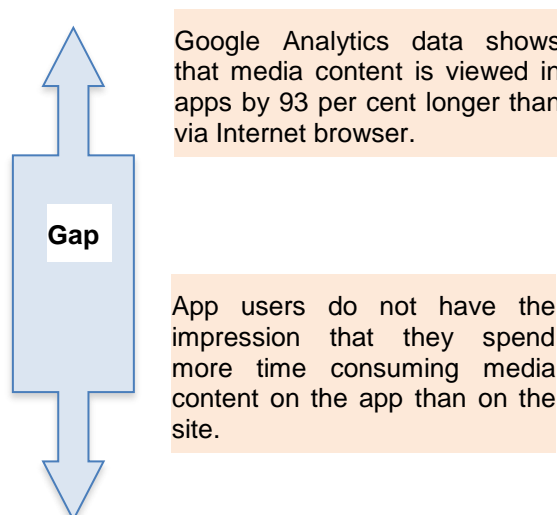 Google Analytics data shows
that media content is viewed in
apps by 93 per cent longer than
via Internet browser.
Gap
App users do not have the
impression that they spend
more time consuming media
content on the app than on the
site.